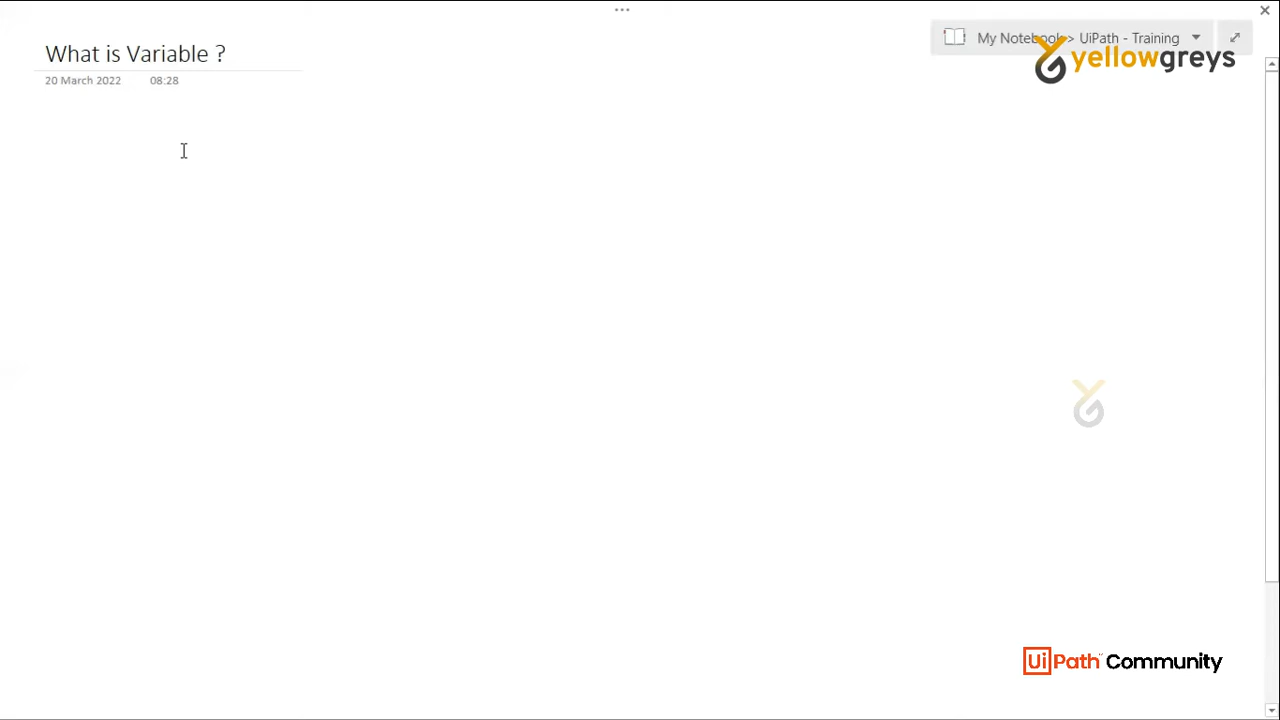 What is Variable ?
20 March 2022 08:28
My Notebook > UiPath - Training
yellowgreys
UiPath Community